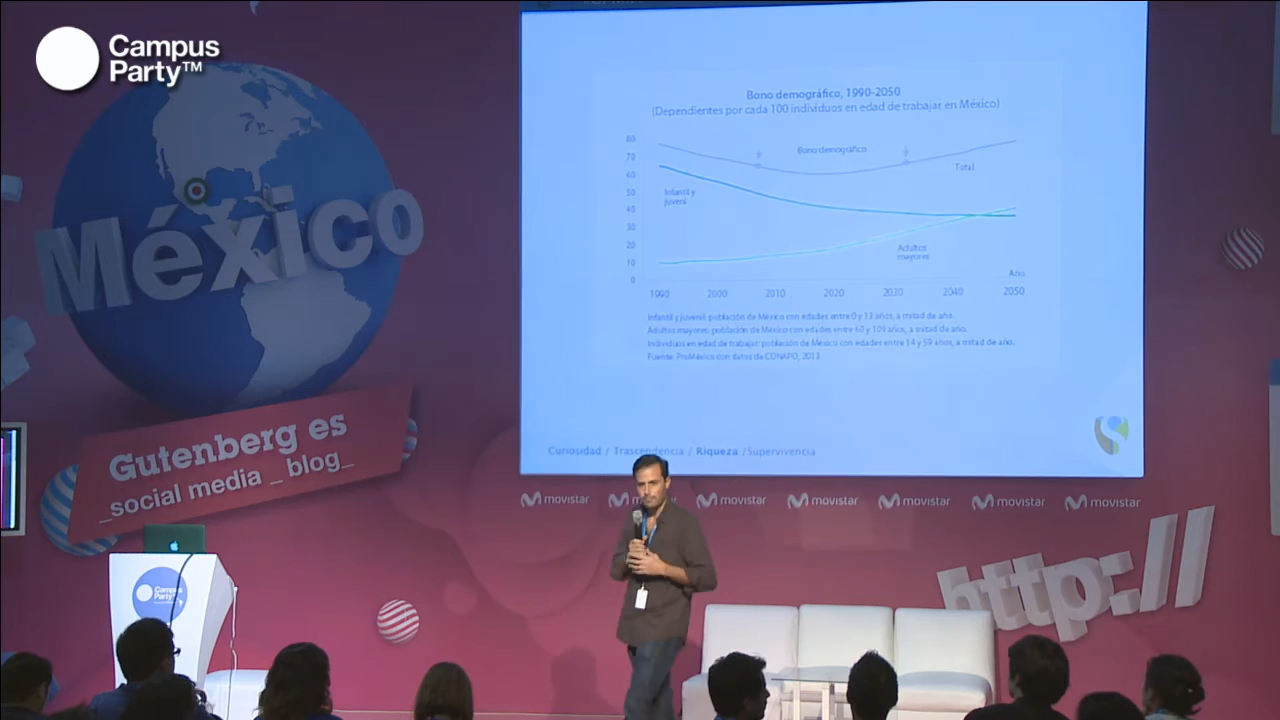 Campus
Party™
México
Gutenberg es
_social media _ blog_
Campus
Party
Bono demográfico, 1990-2050
(Dependientes por cada 100 individuos en edad de trabajar en México)
80
70
60
50
40
30
20
10
0
Bono demográfico
Total
Infantil y
juvenil
Adultos
mayores
Año
1990 2000 2010 2020 2030 2040 2050
Infantil y juvenil: población de México con edades entre 0 y 13 años, a mitad de año.
Adultos mayores: población de México con edades entre 60 y 109 años, a mitad de año.
Individuos en edad de trabajar: población de México con edades entre 14 y 59 años, a mitad de año.
Fuente: ProMéxico con datos de CONAPO, 2013.
Curiosidad / Trascendencia / Riqueza /Supervivencia
movistar movistar movistar movistar movistar movistar
http://